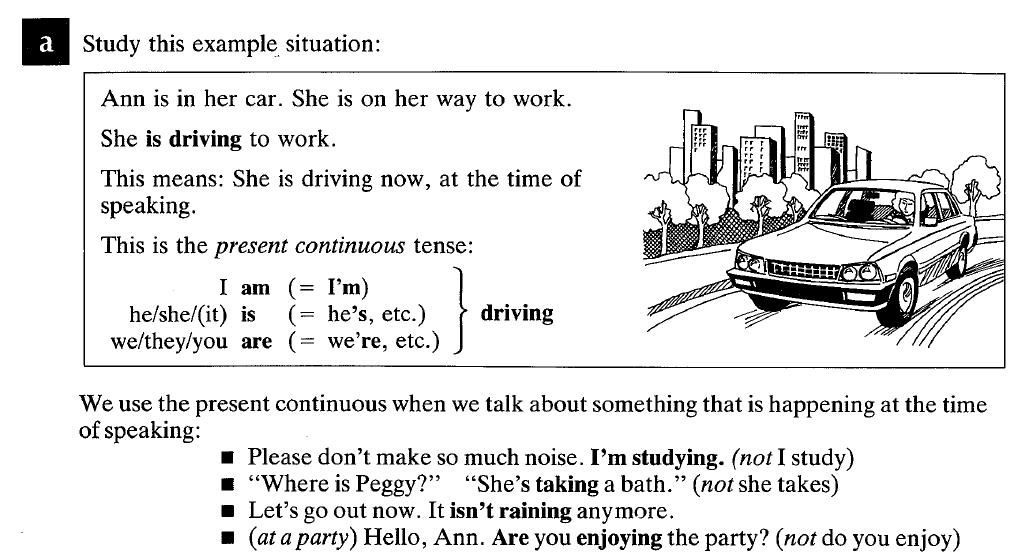 a Study this example situation:
Ann is in her car. She is on her way to work.
She is driving to work.
This means: She is driving now, at the time of
speaking.
This is the present continuous tense:
I am (= I'm)
he/she/(it) is (= he's, etc.) driving
we/they/you are (= we're, etc.)
We use the present continuous when we talk about something that is happening at the time
of speaking:
■ Please don't make so much noise. I'm studying. (not I study)
■ “Where is Peggy?” “She's taking a bath.” (not she takes)
■ Let's go out now. It isn't raining anymore.
■ (at a party) Hello, Ann. Are you enjoying the party? (not do you enjoy)